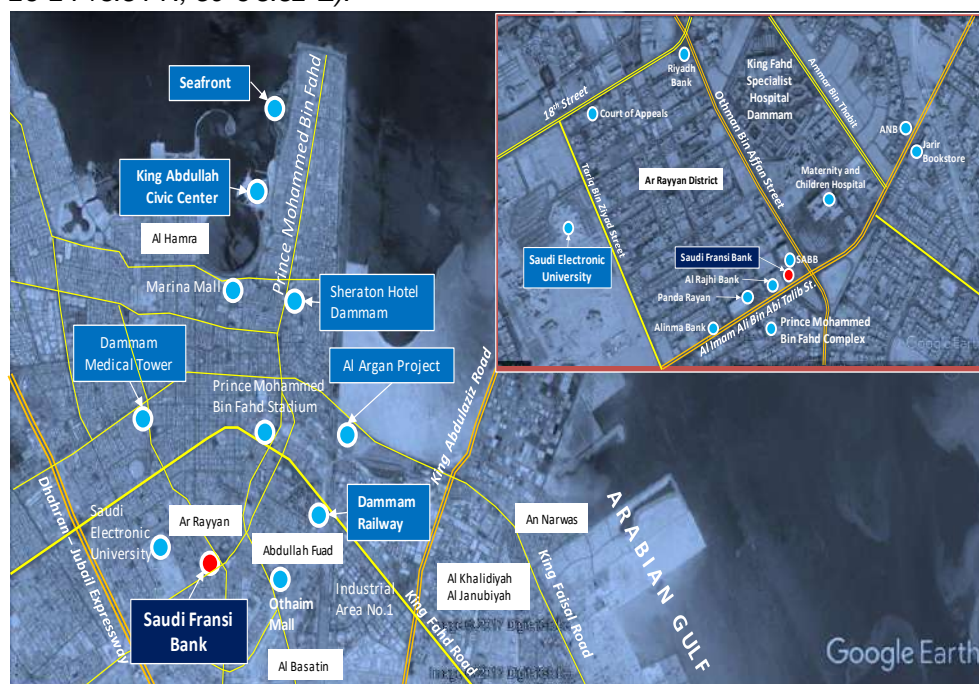 Seafront
King Abdullah
Civic Center
Prince Mohammed Bin Fahd
Al Hamra
Marina Mall
Sheraton Hotel
Dammam
Dammam
Medical Tower
Al Argan Project
Prince Mohammed
Bin Fahd Stadium
King Abdulaziz Road
Dhahran – Jubail Expressway
Saudi
Electronic
University
Ar Rayyan
Dammam
Railway
An Narwas
Abdullah Fuad
Saudi Fransi
Bank
Othaim
Mall
Industrial
Area No.1
Al Khalidiyah
Al Janubiyah
King Fahd Road
King Faisal Road
Al Basatin
ARABIAN GULF
Google Earth
18th Street
Riyadh
Bank
King Fahd
Specialist
Hospital
Dammam
Ammar Bin Thabit
Court of Appeals
Othman Bin Affan Street
ANB
Jarir
Bookstore
Tariq Bin Ziyad Street
Ar Rayyan District
Maternity and
Children Hospital
Saudi Electronic
University
Saudi Fransi Bank
SABB
Al Rajhi Bank
Panda Rayan
Alinma Bank
Al Imam Ali Bin Abi Talib St.
Prince Mohammed
Bin Fahd Complex
Google Earth